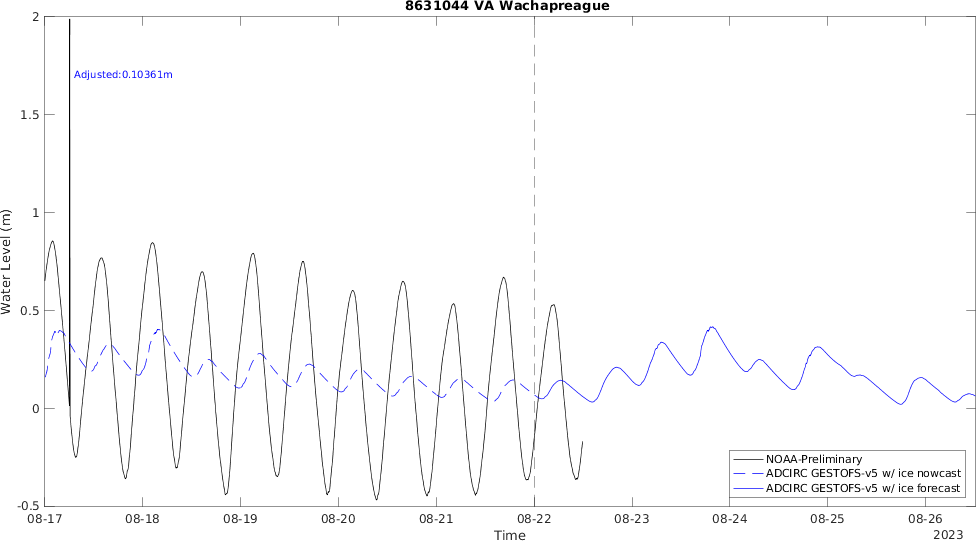 8631044 VA Wachapreague
2
1.5
1
0.5
0
-0.5
Water Level (m)
Adjusted:0.10361m
NOAA-Preliminary
ADCIRC GESTOFS-v5 w/ ice nowcast
ADCIRC GESTOFS-v5 w/ ice forecast
08-17 08-18 08-19 08-20 08-21 08-22 08-23 08-24 08-25 08-26
Time
2023